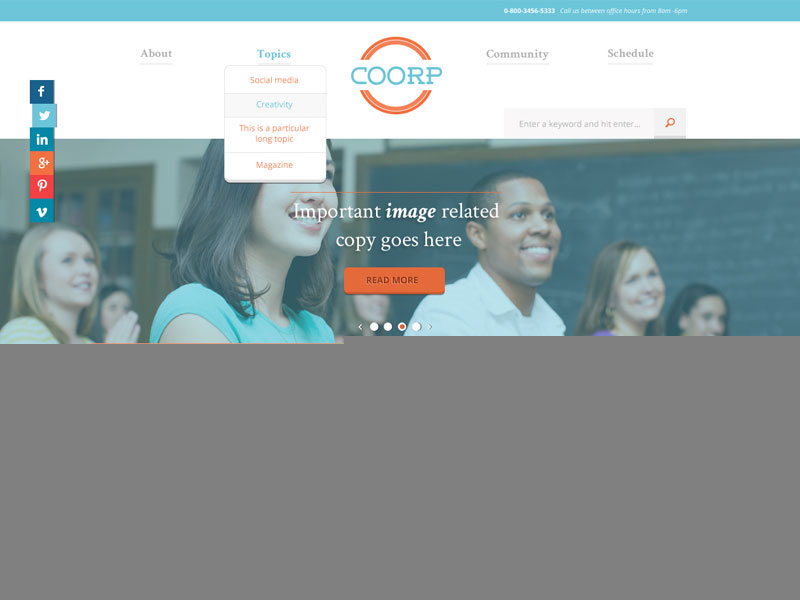 0-800-3456-5333 Call us between office hours from 8am -6pm
About
Topics
Community
Schedule
COORP
Social media
Creativity
This is a particular
long topic
Magazine
Enter a keyword and hit enter...
f
in
g+
Important image related
copy goes here
READ MORE